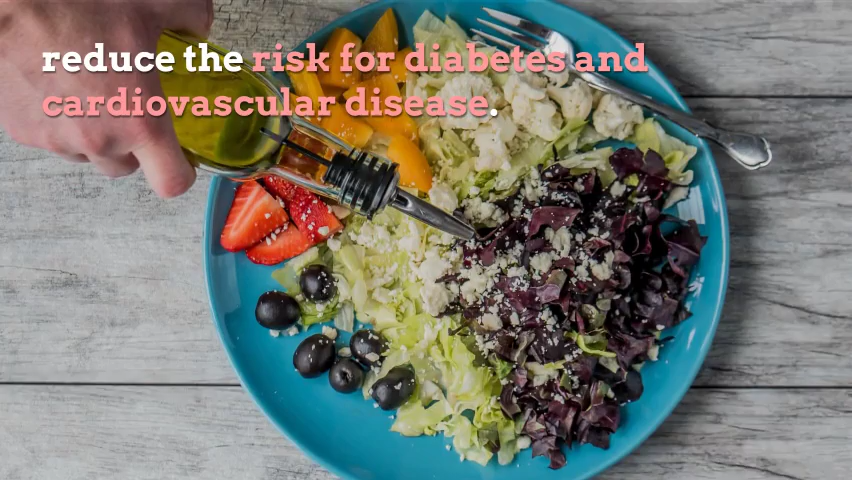 reduce the risk for diabetes and
cardiovascular disease.